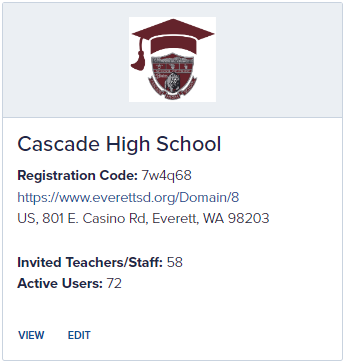 Cascade High School
Registration Code: 7w4q68
https://www.everettsd.org/Domain/8
US, 801 E. Casino Rd, Everett, WA 98203
Invited Teachers/Staff: 58
Active Users: 72
VIEW EDIT